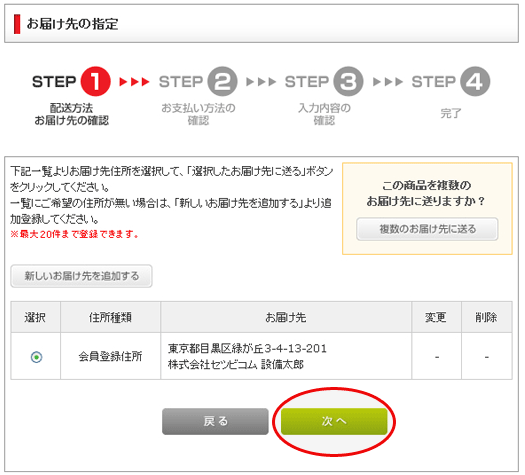 お届け先の指定
STEP 1 STEP 2 STEP 3 STEP 4
配送方法
お届け先の確認
お支払い方法の
確認
入力内容の
確認
完了
下記一覧よりお届け先住所を選択して、「選択したお届け先に送る」ボタン
をクリックしてください。
一覧にご希望の住所が無い場合は、「新しいお届け先を追加する」より追
加登録してください。
※最大20件まで登録できます。
この商品を複数の
お届け先に送りますか？
複数のお届け先に送る
新しいお届け先を追加する
選択 住所種類 お届け先 変更 削除
会員登録住所
東京都目黒区緑が丘3-4-13-201
株式会社セツビコム 設備太郎
- -
戻る 次へ